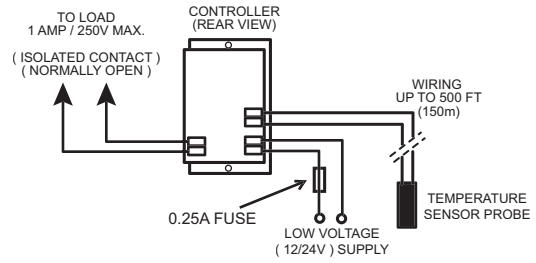 CONTROLLER
(REAR VIEW)
TO LOAD
1 AMP / 250V MAX.
( ISOLATED CONTACT )
( NORMALLY OPEN )
WIRING
UP TO 500 FT
(150m)
0.25A FUSE
TEMPERATURE
SENSOR PROBE
LOW VOLTAGE
( 12/24V ) SUPPLY